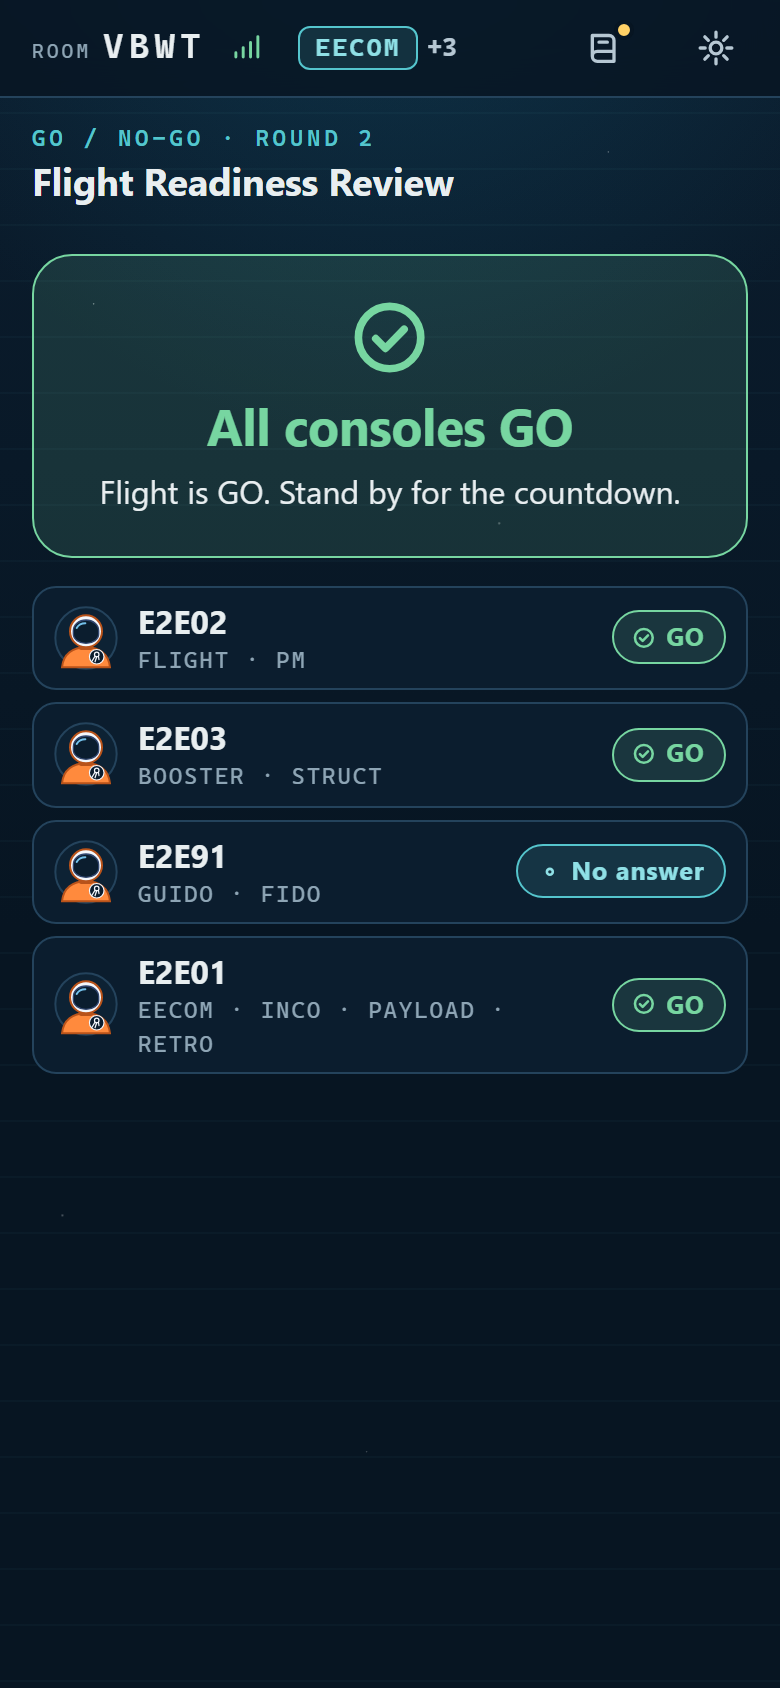 ROOM VBWT EECOM +3
GO / NO-GO · ROUND 2
Flight Readiness Review
All consoles GO
Flight is GO. Stand by for the countdown.
E2E02
FLIGHT · PM
GO
E2E03
BOOSTER · STRUCT
GO
E2E91
GUIDO · FIDO
No answer
E2E01
EECOM · INCO · PAYLOAD ·
RETRO
GO